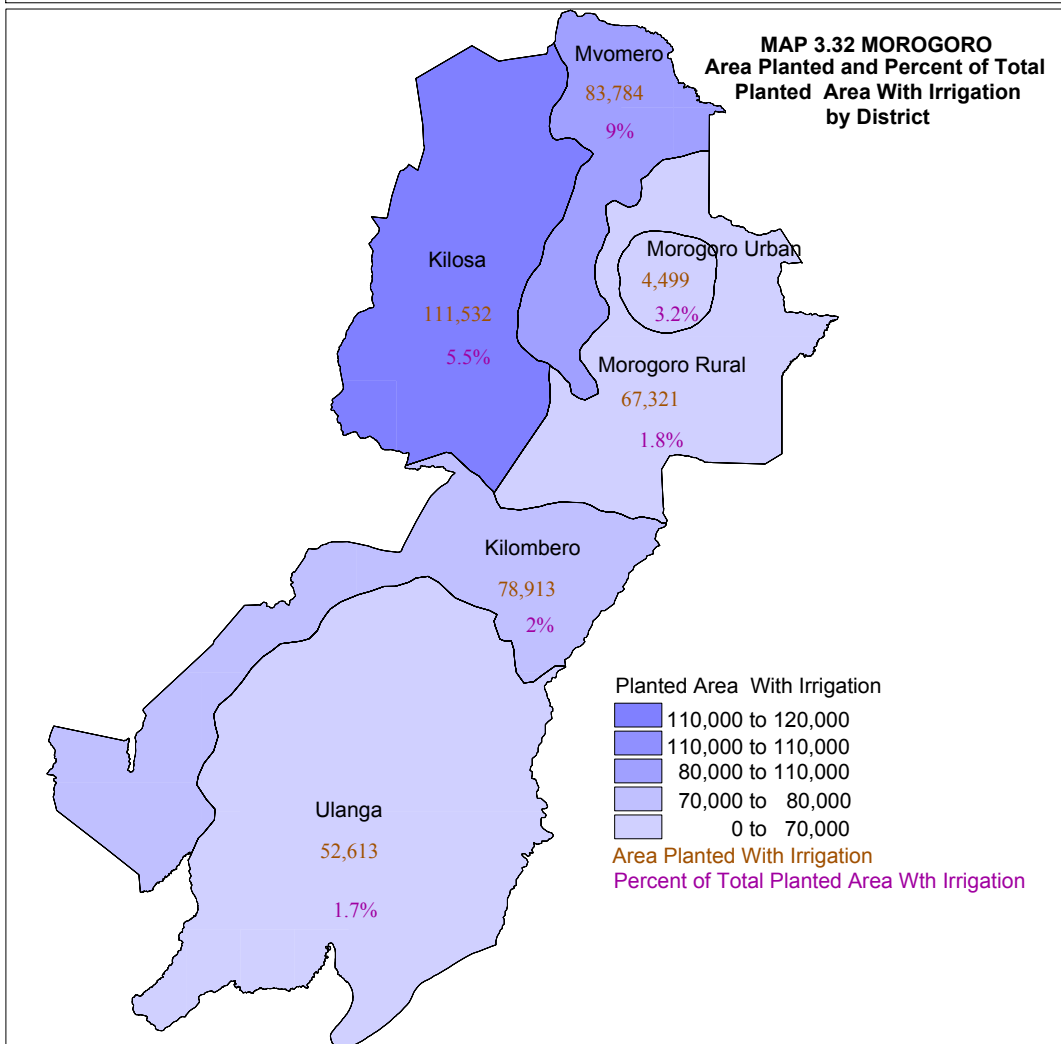 MAP 3.32 MOROGORO
Area Planted and Percent of Total
Planted Area With Irrigation
by District
Mvomero
83,784
9%
Morogoro Urban
4,499
3.2%
Kilosa
111,532
5.5%
Morogoro Rural
67,321
1.8%
Kilombero
78,913
2%
Ulanga
52,613
1.7%
Planted Area With Irrigation
110,000 to 120,000
110,000 to 110,000
80,000 to 110,000
70,000 to 80,000
0 to 70,000
Area Planted With Irrigation
Percent of Total Planted Area Wth Irrigation